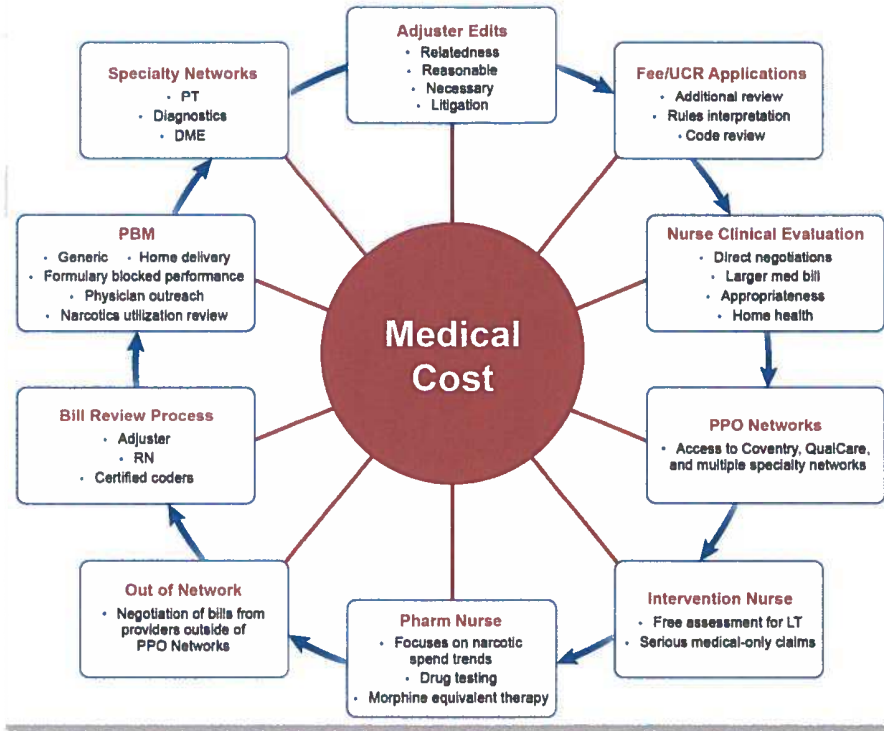 Adjuster Edits
• Relatedness
• Reasonable
• Necessary
• Litigation
Fee/UCR Applications
• Additional review
• Rules interpretation
• Code review
Nurse Clinical Evaluation
• Direct negotiations
• Larger med bill
• Appropriateness
• Home health
PPO Networks
• Access to Coventry, QualCare,
and multiple specialty networks
Intervention Nurse
• Free assessment for LT
• Serious medical-only claims
Pharm Nurse
• Focuses on narcotic
spend trends
• Drug testing
• Morphine equivalent therapy
Out of Network
• Negotiation of bills from
providers outside of
PPO Networks
Bill Review Process
• Adjuster
• RN
• Certified coders
PBM
• Generic • Home delivery
• Formulary blocked performance
• Physician outreach
• Narcotics utilization review
Specialty Networks
• PT
• Diagnostics
• DME
Medical
Cost